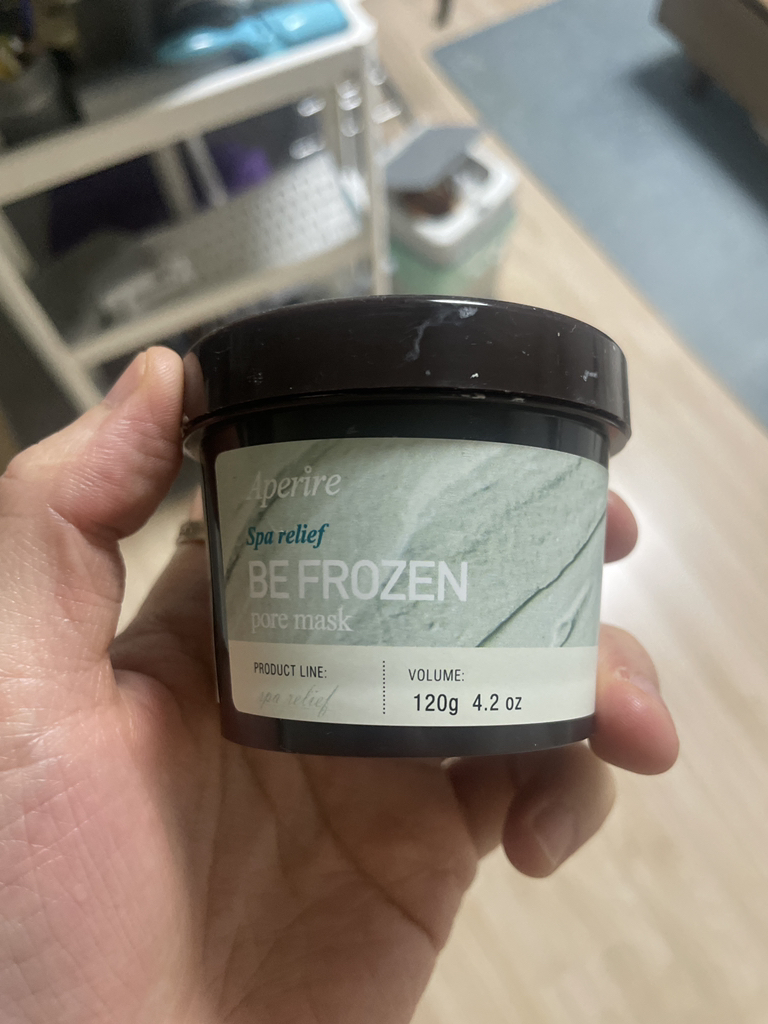 Aperire
Spa relief
BE FROZEN
pore mask
PRODUCT LINE:
spa relief
VOLUME:
120g 4.2 oz